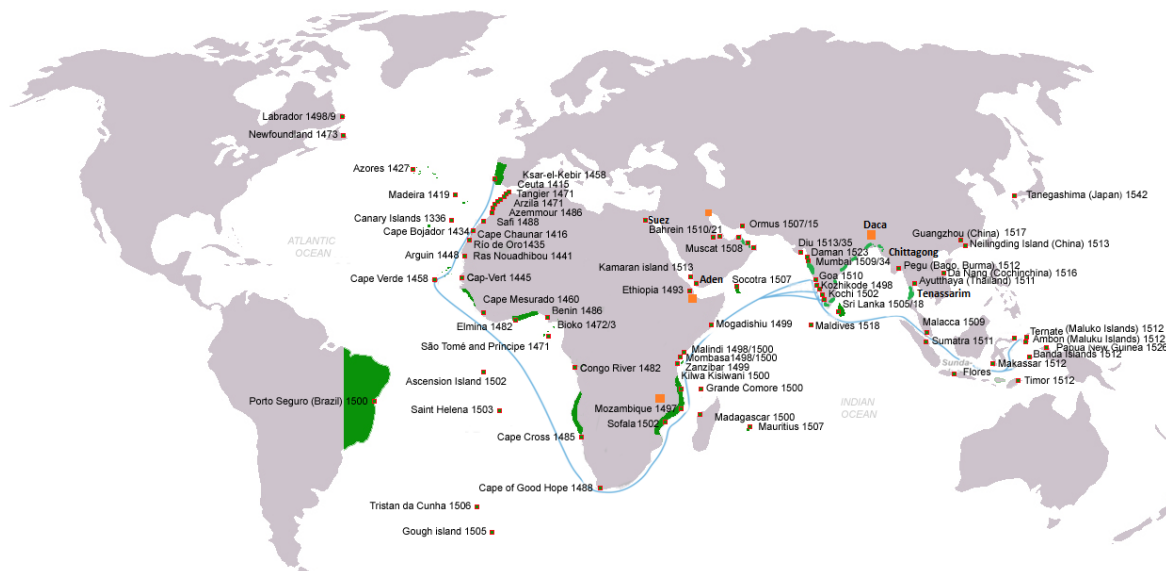 Labrador 1498/9
Newfoundland 1473
Azores 1427
Madeira 1419
Canary Islands 1336
Cape Bojador 1434
ATLANTIC
OCEAN
Arguin 1448
Cape Verde 1458
Ksar-el-Kebir 1458
Ceuta 1415
Tangier 1471
Arzila 1471
Azemmour 1486
Safi 1488
Cape Chaunar 1416
Río de Oro1435
Ras Nouadhibou 1441
Cap-Vert 1445
Cape Mesurado 1460
Elmina 1482
Benin 1486
Bioko 1472/3
São Tomé and Príncipe 1471
Ascension Island 1502
Congo River 1482
Porto Seguro (Brazil) 1500
Saint Helena 1503
Cape Cross 1485
Cape of Good Hope 1488
Tristan da Cunha 1506
Gough island 1505
Suez
Bahrein 1510/21
Ormus 1507/15
Muscat 1508
Kamaran island 1513
Aden
Ethiopia 1493
Socotra 1507
Mogadishiu 1499
Malindi 1498/1500
Mombasa1498/1500
Zanzibar 1499
Kilwa Kisiwani 1500
Grande Comore 1500
Mozambique 1497
Sofala 1502
Madagascar 1500
Mauritius 1507
INDIAN
OCEAN
Daca
Diu 1513/35
Daman 1523
Mumbai 1509/34
Goa 1510
Kozhikode 1498
Kochi 1502
Sri Lanka 1505/18
Maldives 1518
Chittagong
Tanegashima (Japan) 1542
Guangzhou (China) 1517
Neilingding Island (China) 1513
Pegu (Bago, Burma) 1512
Da Nang (Cochinchina) 1516
Ayutthaya (Thailand) 1511
Tenassarim
Malacca 1509
Sumatra 1511
Sunda
Ternate (Maluko Islands) 1512
Ambon (Maluku Islands) 1512
Papua New Guinea 1526
Banda Islands 1512
Makassar 1512
Flores
Timor 1512